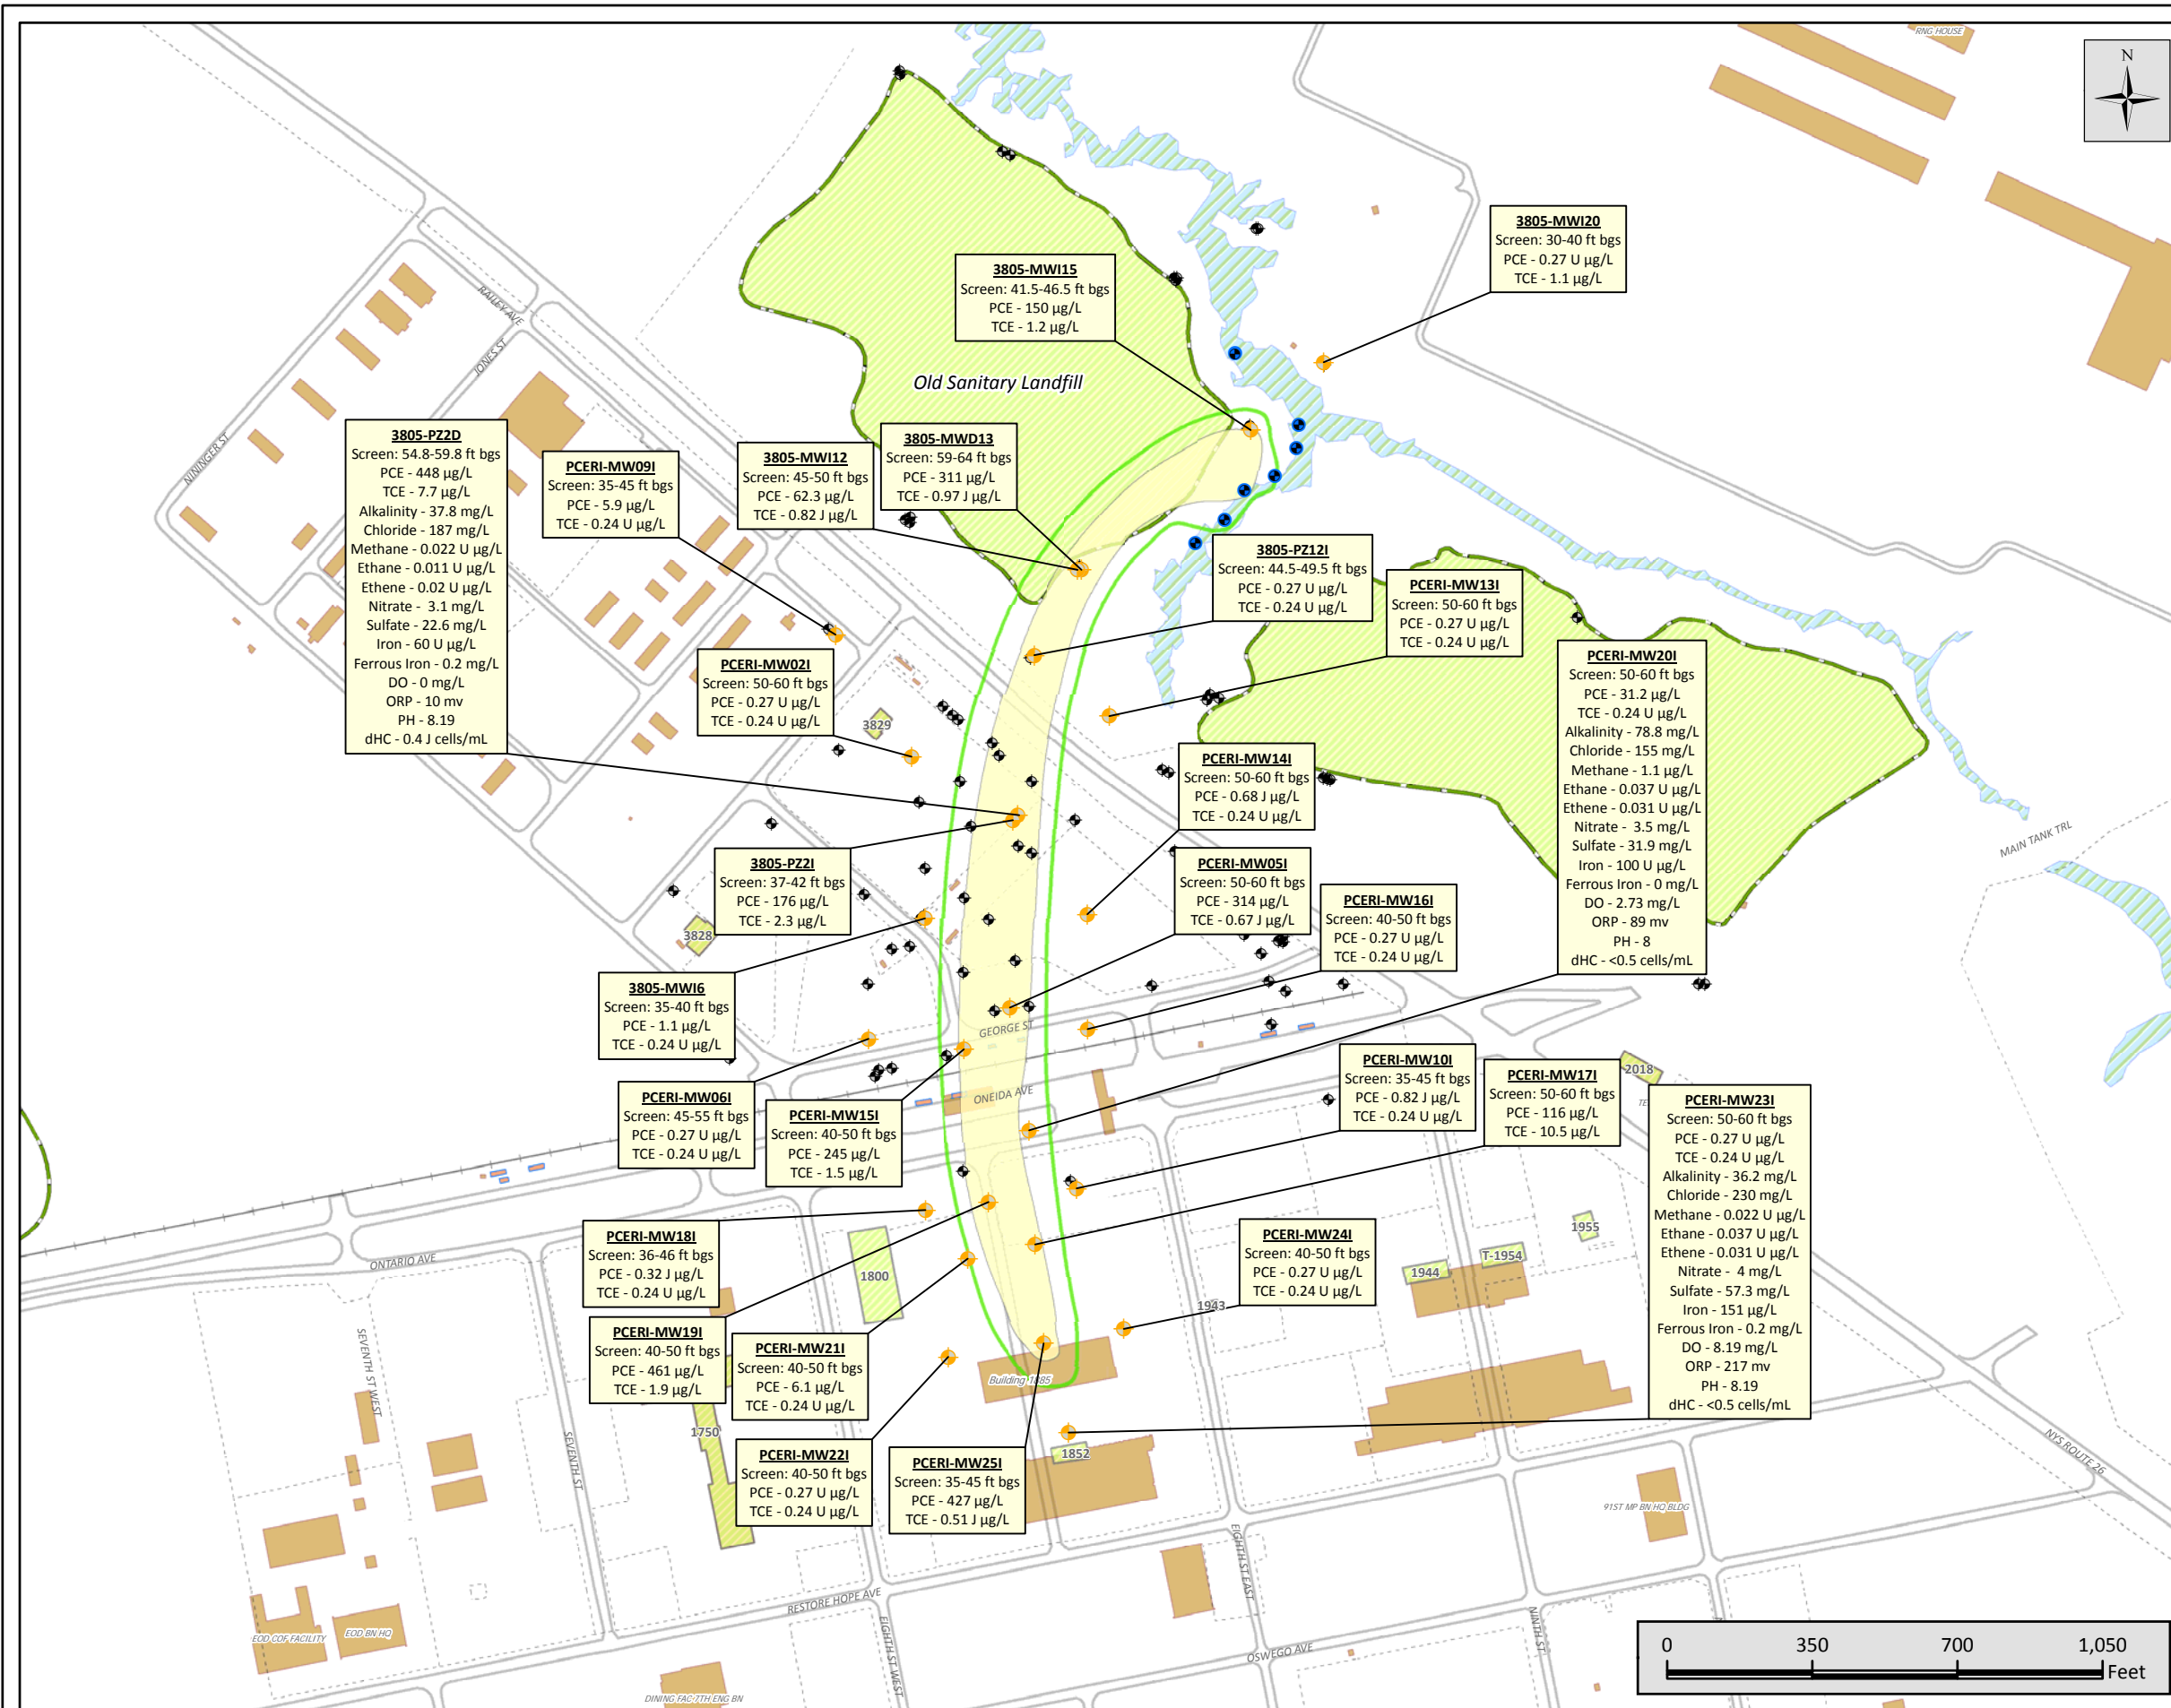 RNG HOUSE
N
3805-MWI20
Screen: 30-40 ft bgs
PCE - 0.27 U µg/L
TCE - 1.1 µg/L
3805-MWI15
Screen: 41.5-46.5 ft bgs
PCE - 150 µg/L
TCE - 1.2 µg/L
RAILEY AVE
JONES ST
NININGER ST
Old Sanitary Landfill
3805-PZ2D
Screen: 54.8-59.8 ft bgs
PCE - 448 µg/L
TCE - 7.7 µg/L
Alkalinity - 37.8 mg/L
Chloride - 187 mg/L
Methane - 0.022 U µg/L
Ethane - 0.011 U µg/L
Ethene - 0.02 U µg/L
Nitrate - 3.1 mg/L
Sulfate - 22.6 mg/L
Iron - 60 U µg/L
Ferrous Iron - 0.2 mg/L
DO - 0 mg/L
ORP - 10 mv
PH - 8.19
dHC - 0.4 J cells/mL
PCERI-MW09I
Screen: 35-45 ft bgs
PCE - 5.9 µg/L
TCE - 0.24 U µg/L
3805-MWI12
Screen: 45-50 ft bgs
PCE - 62.3 µg/L
TCE - 0.82 J µg/L
3805-MWD13
Screen: 59-64 ft bgs
PCE - 311 µg/L
TCE - 0.97 J µg/L
3805-PZ12I
Screen: 44.5-49.5 ft bgs
PCE - 0.27 U µg/L
TCE - 0.24 U µg/L
PCERI-MW13I
Screen: 50-60 ft bgs
PCE - 0.27 U µg/L
TCE - 0.24 U µg/L
PCERI-MW02I
Screen: 50-60 ft bgs
PCE - 0.27 U µg/L
TCE - 0.24 U µg/L
3829
PCERI-MW20I
Screen: 50-60 ft bgs
PCE - 31.2 µg/L
TCE - 0.24 U µg/L
Alkalinity - 78.8 mg/L
Chloride - 155 mg/L
Methane - 1.1 µg/L
Ethane - 0.037 U µg/L
Ethene - 0.031 U µg/L
Nitrate - 3.5 mg/L
Sulfate - 31.9 mg/L
Iron - 100 U µg/L
Ferrous Iron - 0 mg/L
DO - 2.73 mg/L
ORP - 89 mv
PH - 8
dHC - <0.5 cells/mL
PCERI-MW14I
Screen: 50-60 ft bgs
PCE - 0.68 J µg/L
TCE - 0.24 U µg/L
MAIN TANK TRL
3805-PZ2I
Screen: 37-42 ft bgs
PCE - 176 µg/L
TCE - 2.3 µg/L
PCERI-MW05I
Screen: 50-60 ft bgs
PCE - 314 µg/L
TCE - 0.67 J µg/L
PCERI-MW16I
Screen: 40-50 ft bgs
PCE - 0.27 U µg/L
TCE - 0.24 U µg/L
3828
3805-MWI6
Screen: 35-40 ft bgs
PCE - 1.1 µg/L
TCE - 0.24 U µg/L
GEORGE ST
PCERI-MW06I
Screen: 45-55 ft bgs
PCE - 0.27 U µg/L
TCE - 0.24 U µg/L
PCERI-MW15I
Screen: 40-50 ft bgs
PCE - 245 µg/L
TCE - 1.5 µg/L
ONEIDA AVE
PCERI-MW10I
Screen: 35-45 ft bgs
PCE - 0.82 J µg/L
TCE - 0.24 U µg/L
PCERI-MW17I
Screen: 50-60 ft bgs
PCE - 116 µg/L
TCE - 10.5 µg/L
2018
TE
PCERI-MW23I
Screen: 50-60 ft bgs
PCE - 0.27 U µg/L
TCE - 0.24 U µg/L
Alkalinity - 36.2 mg/L
Chloride - 230 mg/L
Methane - 0.022 U µg/L
Ethane - 0.037 U µg/L
Ethene - 0.031 U µg/L
Nitrate - 4 mg/L
Sulfate - 57.3 mg/L
Iron - 151 µg/L
Ferrous Iron - 0.2 mg/L
DO - 8.19 mg/L
ORP - 217 mv
PH - 8.19
dHC - <0.5 cells/mL
PCERI-MW18I
Screen: 36-46 ft bgs
PCE - 0.32 J µg/L
TCE - 0.24 U µg/L
PCERI-MW24I
Screen: 40-50 ft bgs
PCE - 0.27 U µg/L
TCE - 0.24 U µg/L
1955
T-1954
1944
1943
1800
ONTARIO AVE
SEVENTH ST WEST
SEVENTH ST
PCERI-MW19I
Screen: 40-50 ft bgs
PCE - 461 µg/L
TCE - 1.9 µg/L
PCERI-MW21I
Screen: 40-50 ft bgs
PCE - 6.1 µg/L
TCE - 0.24 U µg/L
Building 1885
1750
1852
PCERI-MW22I
Screen: 40-50 ft bgs
PCE - 0.27 U µg/L
TCE - 0.24 U µg/L
PCERI-MW25I
Screen: 35-45 ft bgs
PCE - 427 µg/L
TCE - 0.51 J µg/L
NYS ROUTE 26
91ST MP BN HQ BLDG
EIGHTH ST EAST
RESTORE HOPE AVE
EIGHTH ST WEST
NINTH ST
OSWEGO AVE
EOD COF FACILITY
EOD BN HQ
DINING FAC 7TH ENG BN
0 350 700 1,050
Feet